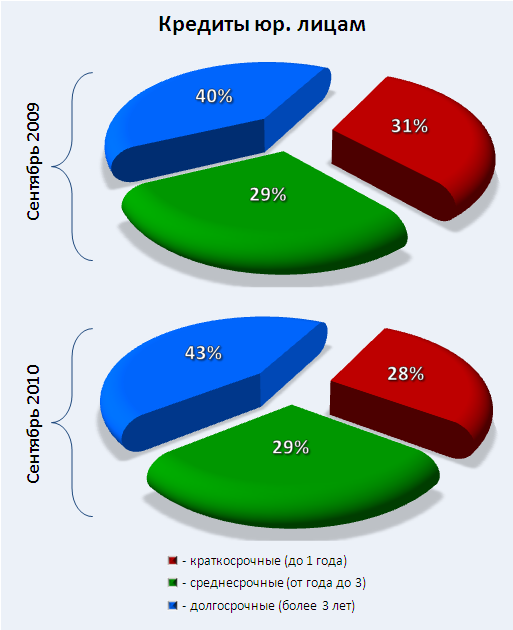 Кредиты юр. лицам
Сентябрь 2009
40%
31%
29%
Сентябрь 2010
43%
28%
29%
- краткосрочные (до 1 года)
- среднесрочные (от года до 3)
- долгосрочные (более 3 лет)